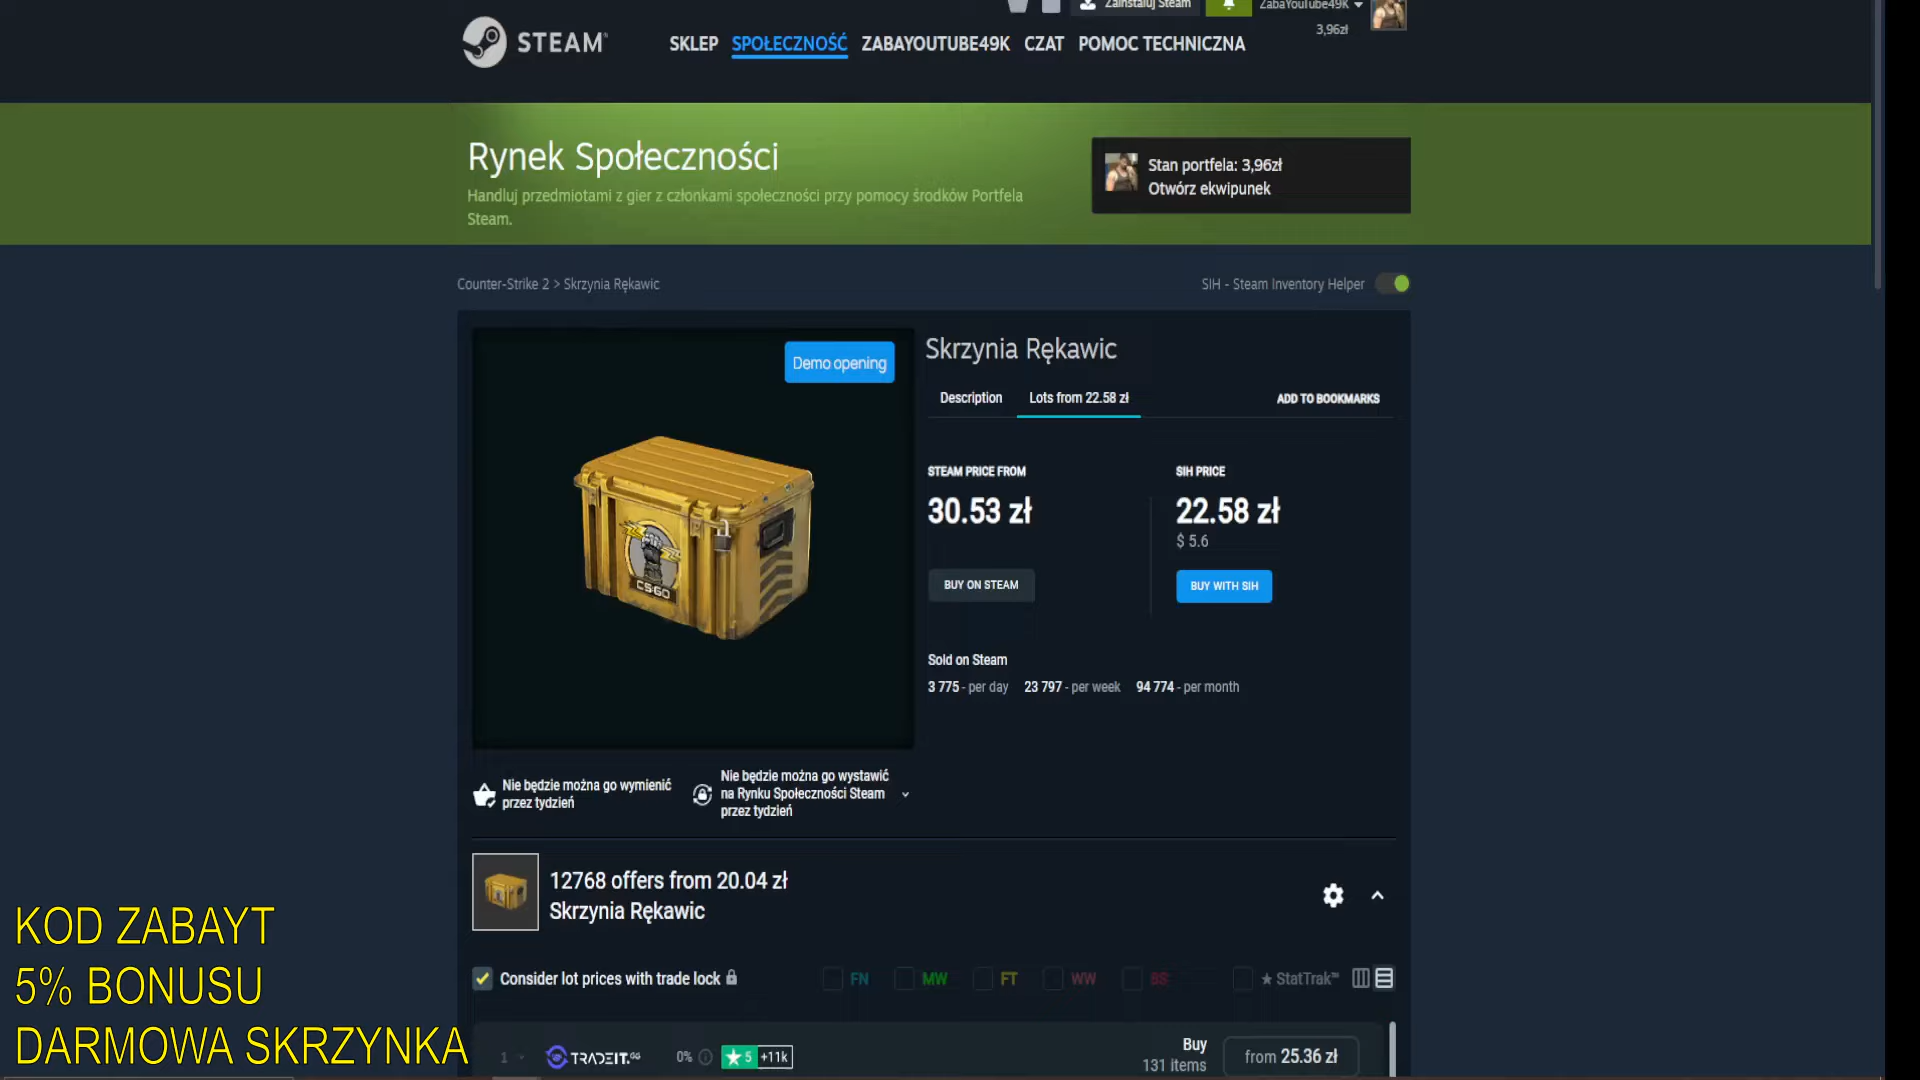 Zainstaluj Steam
ZabaYouTube49K
3,96zł
STEAM
SKLEP SPOŁECZNOŚĆ ZABAYOUTUBE49K CZAT POMOC TECHNICZNA
Rynek Społeczności
Handluj przedmiotami z gier z członkami społeczności przy pomocy środków Portfela
Steam.
Stan portfela: 3,96zł
Otwórz ekwipunek
Counter-Strike 2 > Skrzynia Rękawic
SIH - Steam Inventory Helper
Demo opening
CS:GO
Skrzynia Rękawic
Description Lots from 22.58 zł ADD TO BOOKMARKS
STEAM PRICE FROM
30.53 zł
BUY ON STEAM
SIH PRICE
22.58 zł
$ 5.6
BUY WITH SIH
Sold on Steam
3 775 - per day 23 797 - per week 94 774 - per month
Nie będzie można go wymienić
przez tydzień
Nie będzie można go wystawić
na Rynku Społeczności Steam
przez tydzień
12768 offers from 20.04 zł
Skrzynia Rękawic
Consider lot prices with trade lock
FN MW FT WW BS ★ StatTrak™
1 TRADEIT.GG 0% ★ 5 +11k
Buy
131 items
from 25.36 zł
KOD ZABAYT
5% BONUSU
DARMOWA SKRZYNKA